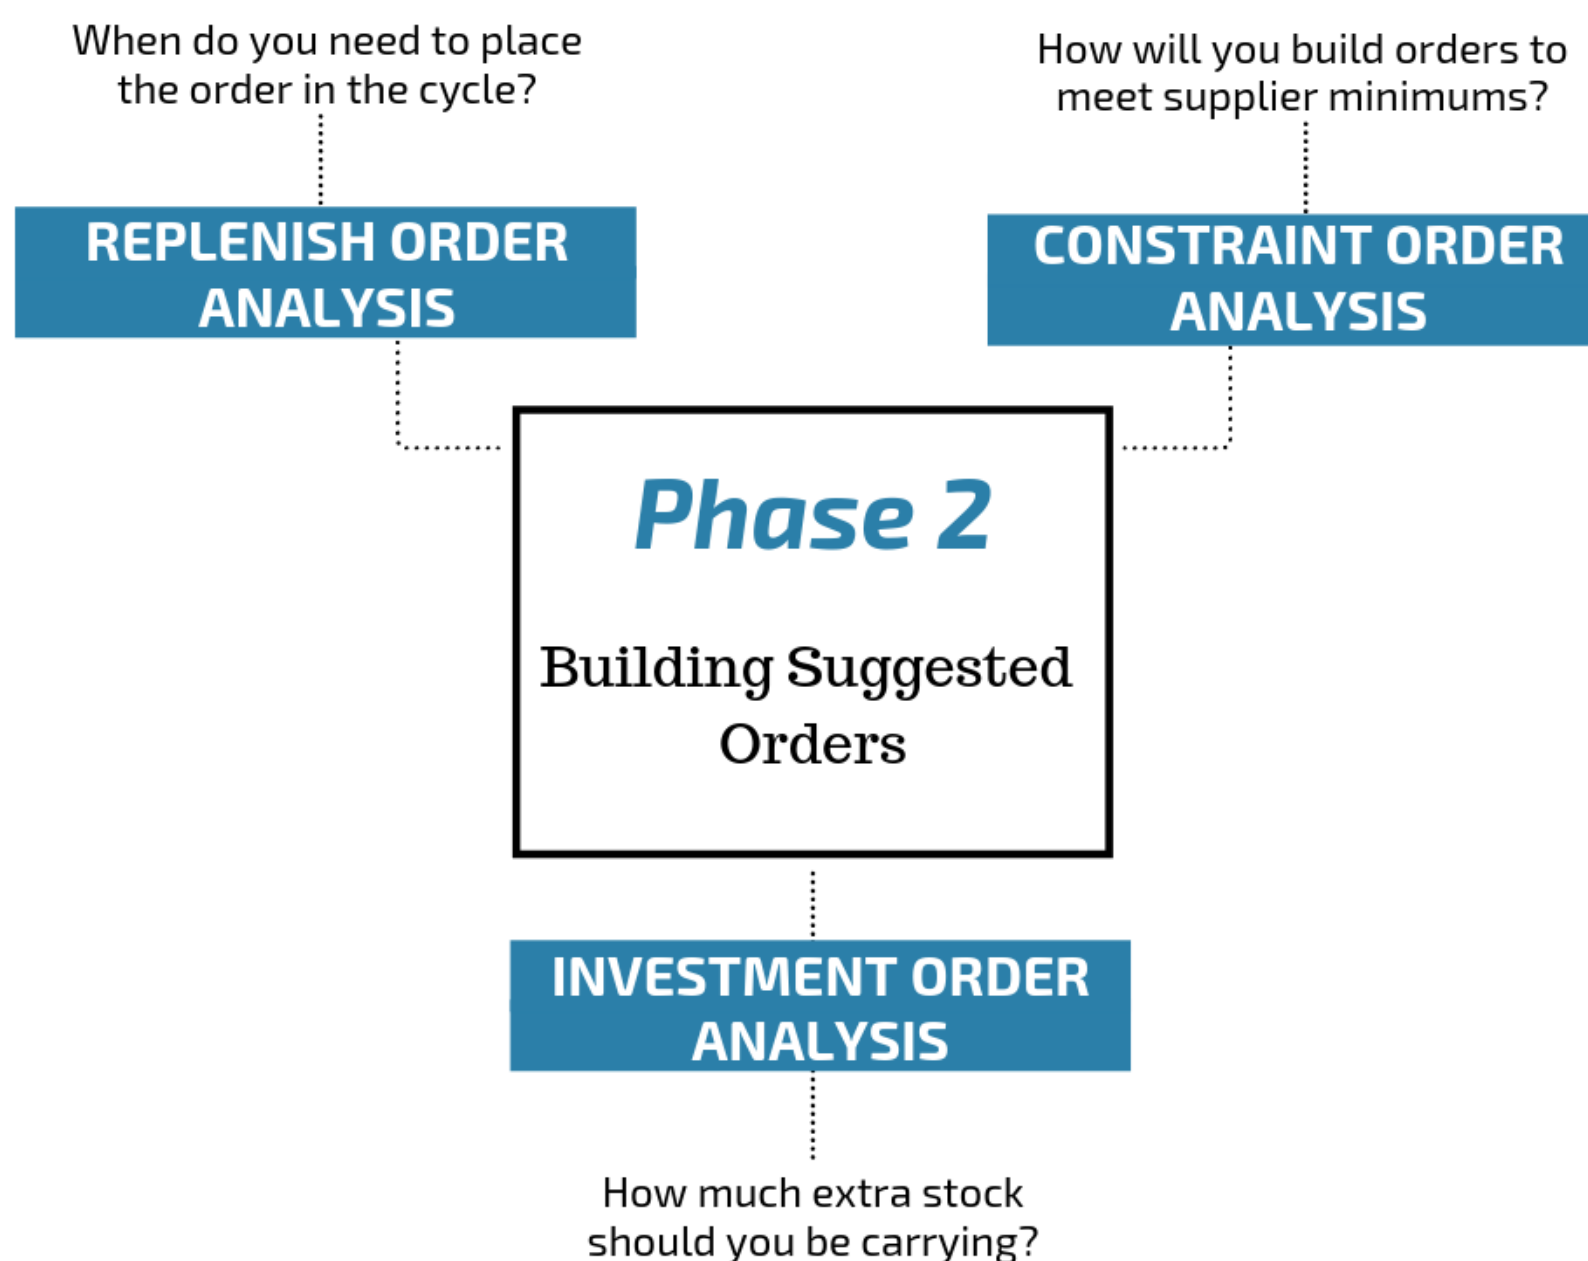 When do you need to place
the order in the cycle?
REPLENISH ORDER
ANALYSIS
How will you build orders to
meet supplier minimums?
CONSTRAINT ORDER
ANALYSIS
Phase 2
Building Suggested
Orders
INVESTMENT ORDER
ANALYSIS
How much extra stock
should you be carrying?